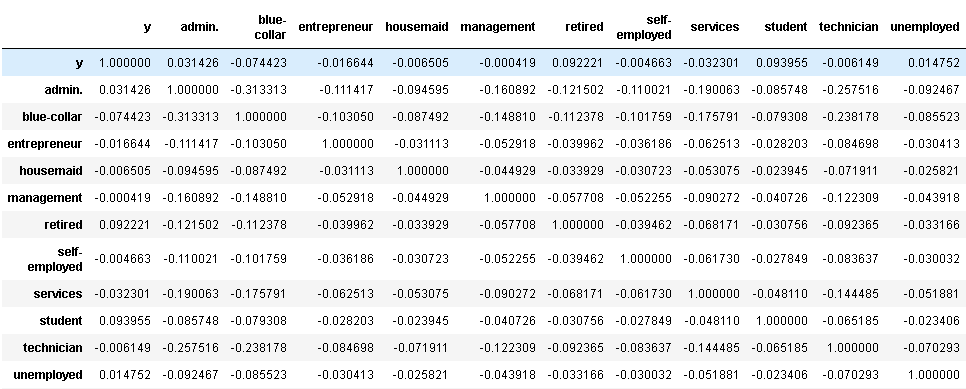 y admin. blue-collar entrepreneur housemaid management retired self-employed services student technician unemployed
y 1.000000 0.031426 -0.074423 -0.016644 -0.006505 -0.000419 0.092221 -0.004663 -0.032301 0.093955 -0.006149 0.014752
admin. 0.031426 1.000000 -0.313313 -0.111417 -0.094595 -0.160892 -0.121502 -0.110021 -0.190063 -0.085748 -0.257516 -0.092467
blue-collar -0.074423 -0.313313 1.000000 -0.103050 -0.087492 -0.148810 -0.112378 -0.101759 -0.175791 -0.079308 -0.238178 -0.085523
entrepreneur -0.016644 -0.111417 -0.103050 1.000000 -0.031113 -0.052918 -0.039962 -0.036186 -0.062513 -0.028203 -0.084698 -0.030413
housemaid -0.006505 -0.094595 -0.087492 -0.031113 1.000000 -0.044929 -0.033929 -0.030723 -0.053075 -0.023945 -0.071911 -0.025821
management -0.000419 -0.160892 -0.148810 -0.052918 -0.044929 1.000000 -0.057708 -0.052255 -0.090272 -0.040726 -0.122309 -0.043918
retired 0.092221 -0.121502 -0.112378 -0.039962 -0.033929 -0.057708 1.000000 -0.039462 -0.068171 -0.030756 -0.092365 -0.033166
self-employed -0.004663 -0.110021 -0.101759 -0.036186 -0.030723 -0.052255 -0.039462 1.000000 -0.061730 -0.027849 -0.083637 -0.030032
services -0.032301 -0.190063 -0.175791 -0.062513 -0.053075 -0.090272 -0.068171 -0.061730 1.000000 -0.048110 -0.144485 -0.051881
student 0.093955 -0.085748 -0.079308 -0.028203 -0.023945 -0.040726 -0.030756 -0.027849 -0.048110 1.000000 -0.065185 -0.023406
technician -0.006149 -0.257516 -0.238178 -0.084698 -0.071911 -0.122309 -0.092365 -0.083637 -0.144485 -0.065185 1.000000 -0.070293
unemployed 0.014752 -0.092467 -0.085523 -0.030413 -0.025821 -0.043918 -0.033166 -0.030032 -0.051881 -0.023406 -0.070293 1.000000